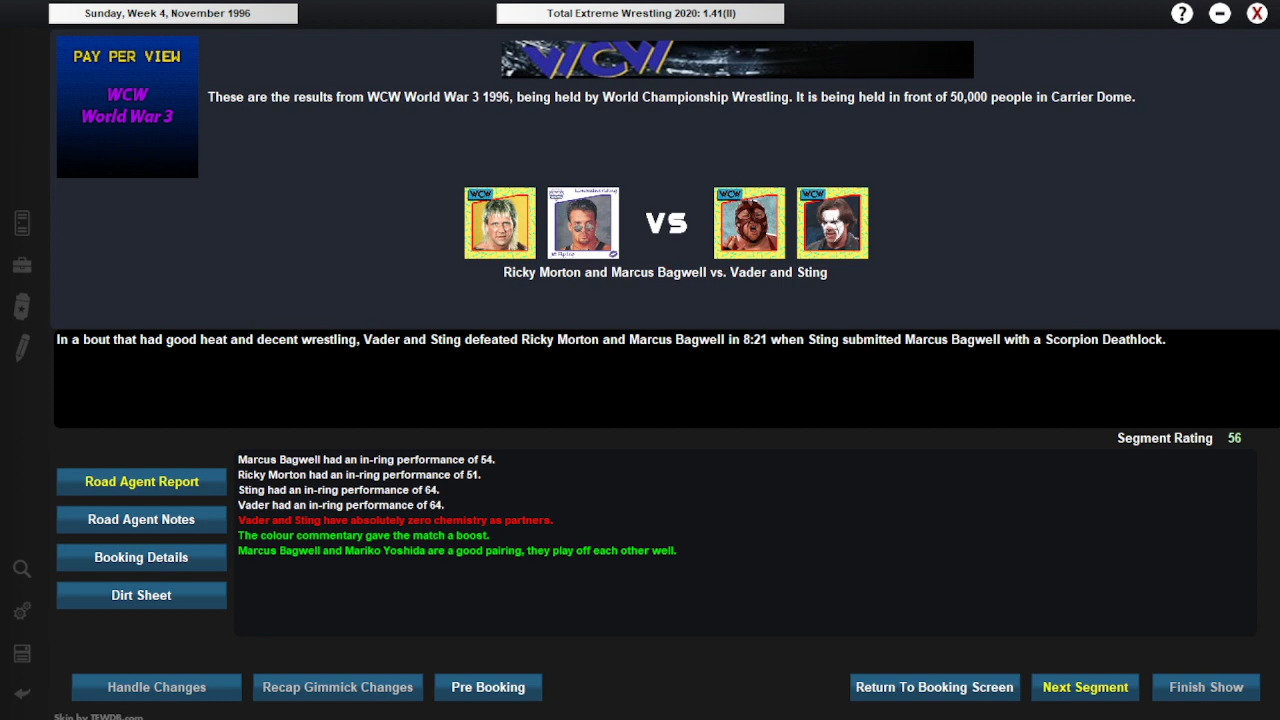 Sunday, Week 4, November 1996
Total Extreme Wrestling 2020: 1.41(II)
?
X
PAY PER VIEW
WCW
World War 3
WCW
These are the results from WCW World War 3 1996, being held by World Championship Wrestling. It is being held in front of 50,000 people in Carrier Dome.
WCW
WCW
WCW
VS
Ricky Morton and Marcus Bagwell vs. Vader and Sting
In a bout that had good heat and decent wrestling, Vader and Sting defeated Ricky Morton and Marcus Bagwell in 8:21 when Sting submitted Marcus Bagwell with a Scorpion Deathlock.
Segment Rating 56
Road Agent Report
Road Agent Notes
Booking Details
Dirt Sheet
Marcus Bagwell had an in-ring performance of 54.
Ricky Morton had an in-ring performance of 51.
Sting had an in-ring performance of 64.
Vader had an in-ring performance of 64.
Vader and Sting have absolutely zero chemistry as partners.
The colour commentary gave the match a boost.
Marcus Bagwell and Mariko Yoshida are a good pairing, they play off each other well.
Handle Changes
Recap Gimmick Changes
Pre Booking
Return To Booking Screen
Next Segment
Finish Show
Skin by TEWDB.com